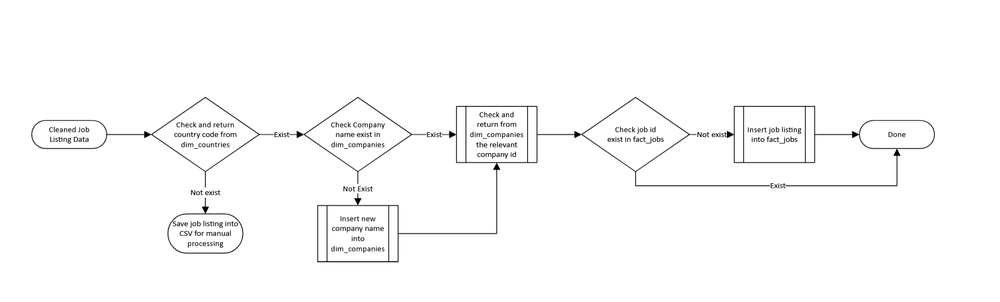 Cleaned Job
Listing Data
Check and return
country code from
dim_countries
Exist
Not exist
Save job listing into
CSV for manual
processing
Check Company
name exist in
dim_companies
Exist
Not Exist
Insert new
company name
into
dim_companies
Check and
return from
dim_companies
the relevant
company id
Check job id
exist in fact_jobs
Not exist
Exist
Insert job listing
into fact_jobs
Done